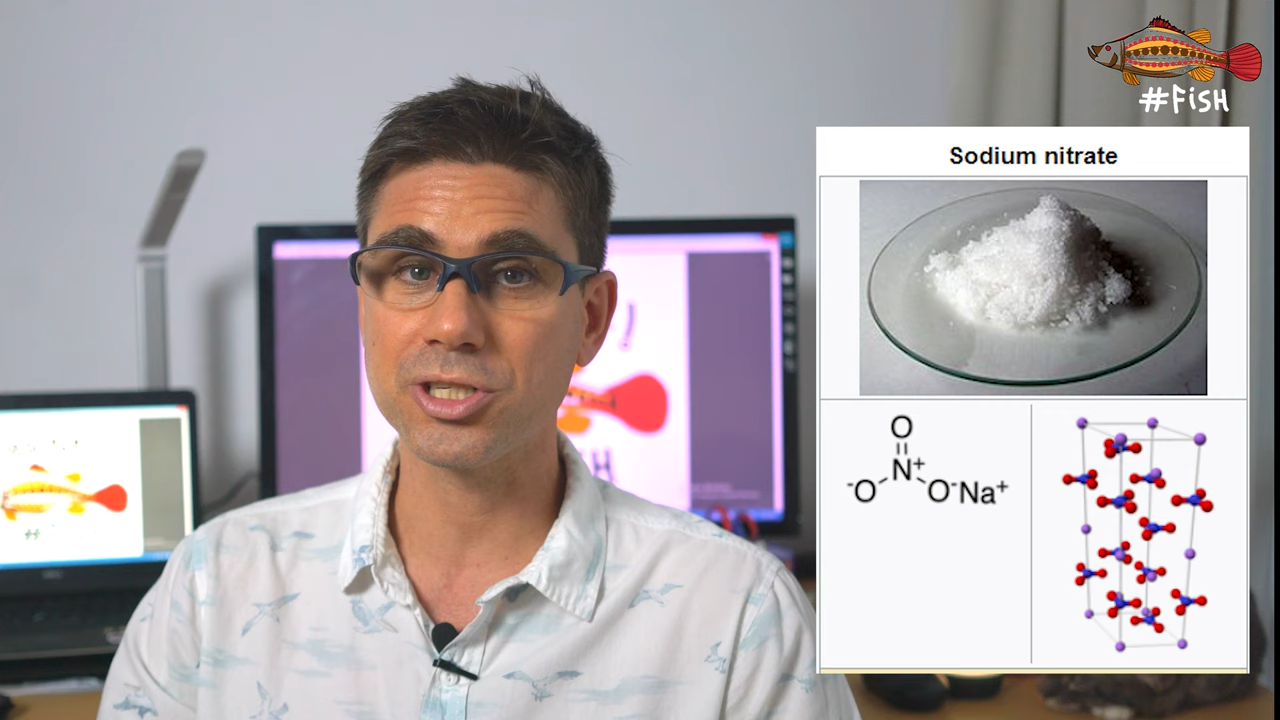 #FiSH
Sodium nitrate
O
N+
-O
O-Na+